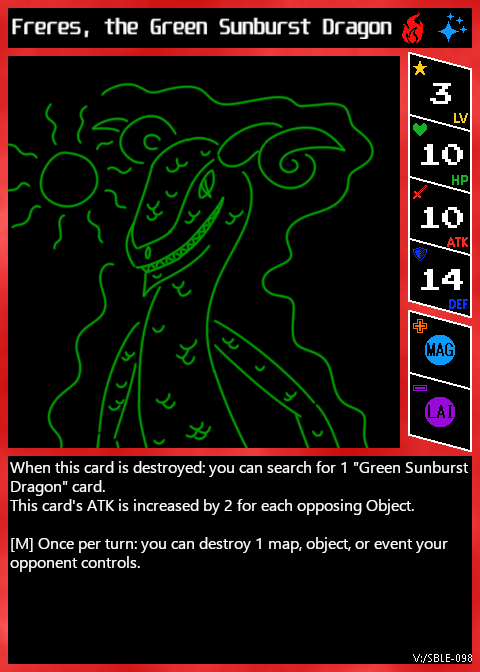 Freres, the Green Sunburst Dragon
3
LV
10
HP
10
ATK
14
DEF
MAG
LAI
When this card is destroyed: you can search for 1 "Green Sunburst
Dragon" card.
This card's ATK is increased by 2 for each opposing Object.
[M] Once per turn: you can destroy 1 map, object, or event your
opponent controls.
V:/SBLE-098